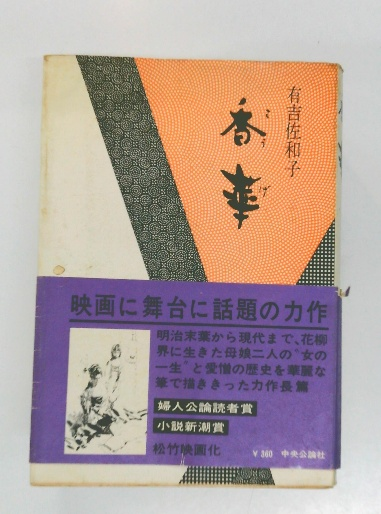 有吉佐和子
香華
こうげ
映画に舞台に話題の力作
明治末葉から現代まで、花柳
界に生きた母娘二人の〝女の
一生〟と愛憎の歴史を華麗な
筆で描ききった力作長篇
婦人公論読者賞
小説新潮賞
松竹映画化
¥360 中央公論社